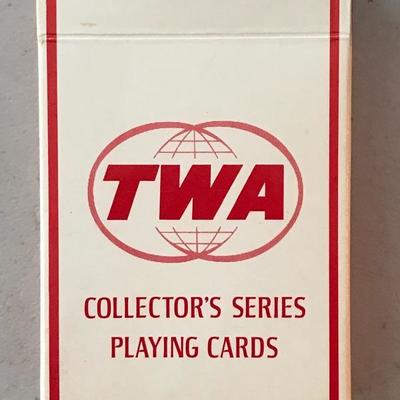 TWA
COLLECTOR'S SERIES
PLAYING CARDS